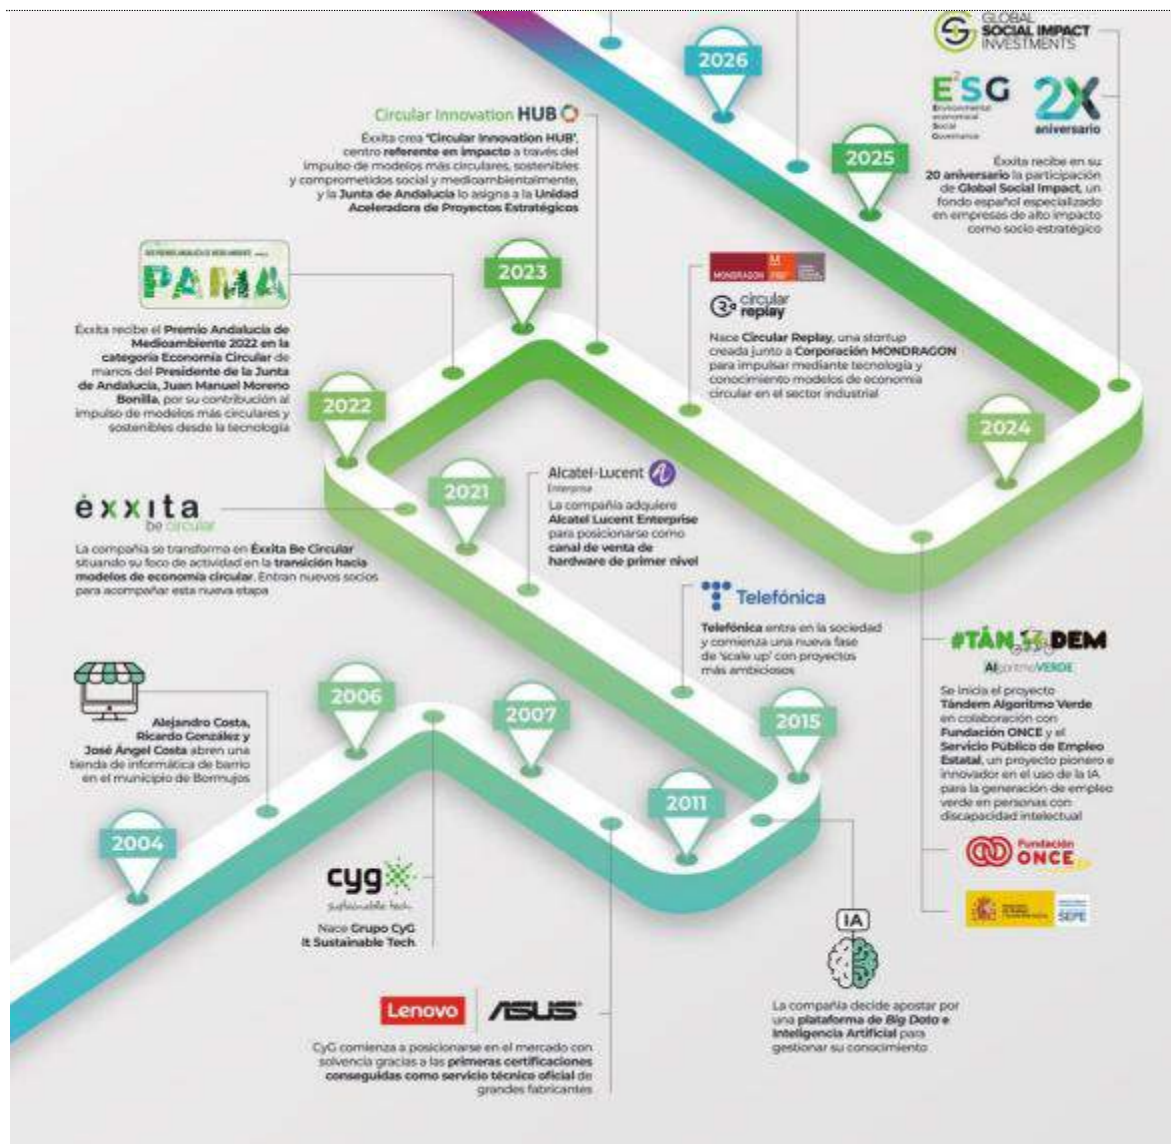 GLOBAL
SOCIAL IMPACT
INVESTMENTS
2026
E²SG
Environmental
economical
Social
Governance
2X
aniversario
Circular Innovation HUB
Éxxita crea "Circular Innovation HUB",
centro referente en impacto a través del
impulso de modelos más circulares, sostenibles
y comprometidos social y medioambientalmente,
y la Junta de Andalucía lo asigna a la Unidad
Aceleradora de Proyectos Estratégicos
2025
Éxxita recibe en su
20 aniversario la participación
de Global Social Impact, un
fondo español especializado
en empresas de alto impacto
como socio estratégico
PAMA
2023
MONDRAGON
circular
replay
Nace Circular Replay, una startup
creada junto a Corporación MONDRAGON
para impulsar mediante tecnología y
conocimiento modelos de economía
circular en el sector industrial
Éxxita recibe el Premio Andalucía de
Medioambiente 2022 en la
categoría Economía Circular de
manos del Presidente de la Junta
de Andalucía, Juan Manuel Moreno
Bonilla, por su contribución al
impulso de modelos más circulares y
sostenibles desde la tecnología
2022
2024
2021
Alcatel·Lucent
Enterprise
La compañía adquiere
Alcatel Lucent Enterprise
para posicionarse como
canal de venta de
hardware de primer nivel
éxxita
be circular
La compañía se transforma en Éxxita Be Circular
situando su foco de actividad en la transición hacia
modelos de economía circular. Entran nuevos socios
para acompañar esta nueva etapa
Telefónica
Telefónica entra en la sociedad
y comienza una nueva fase
de 'scale up' con proyectos
más ambiciosos
#TÁNDEM
AlgoritmoVERDE
Se inicia el proyecto
Tándem Algoritmo Verde
en colaboración con
Fundación ONCE y el
Servicio Público de Empleo
Estatal, un proyecto pionero e
innovador en el uso de la IA
para la generación de empleo
verde en personas con
discapacidad intelectual
Fundación
ONCE
SEPE
2006
2007
2015
Alejandro Costa,
Ricardo González y
José Ángel Costa abren una
tienda de informática de barrio
en el municipio de Bormujos
2011
2004
cyg
sustainable tech
Nace Grupo CyG
It Sustainable Tech
IA
La compañía decide apostar por
una plataforma de Big Data e
Inteligencia Artificial para
gestionar su conocimiento
Lenovo
ASUS
CyG comienza a posicionarse en el mercado con
solvencia gracias a las primeras certificaciones
conseguidas como servicio técnico oficial de
grandes fabricantes